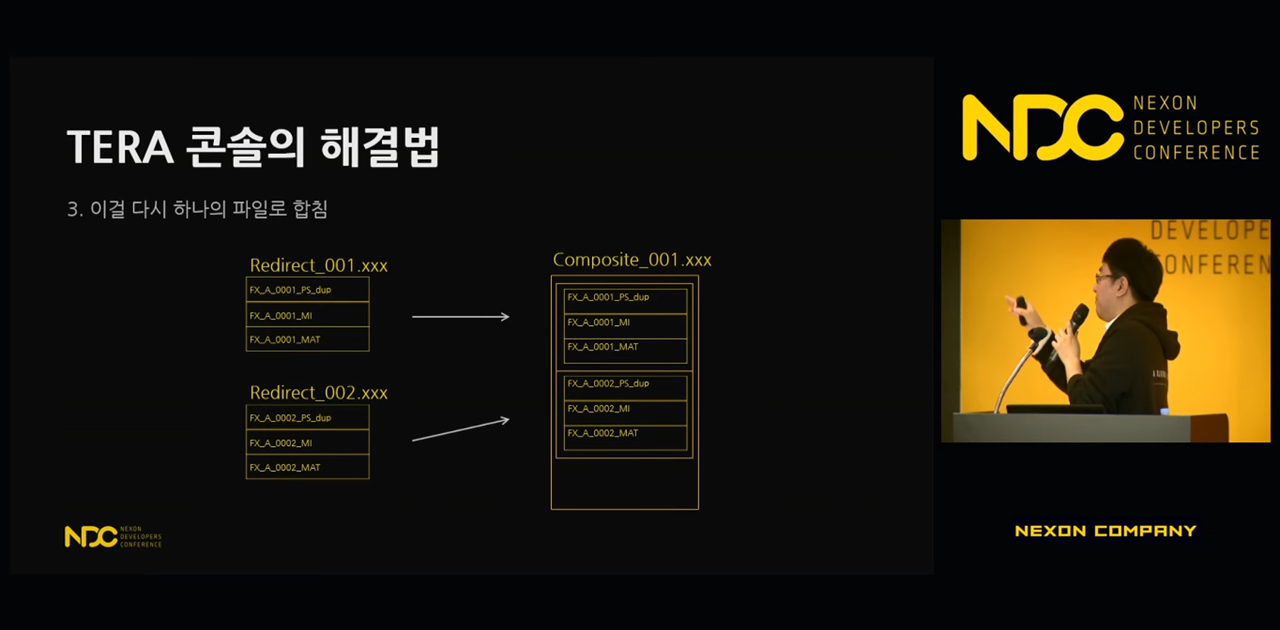 TERA 콘솔의 해결법
3. 이걸 다시 하나의 파일로 합침
Redirect_001.xxx
FX_A_0001_PS_dup
FX_A_0001_MI
FX_A_0001_MAT
Redirect_002.xxx
FX_A_0002_PS_dup
FX_A_0002_MI
FX_A_0002_MAT
Composite_001.xxx
FX_A_0001_PS_dup
FX_A_0001_MI
FX_A_0001_MAT
FX_A_0002_PS_dup
FX_A_0002_MI
FX_A_0002_MAT
NDC
NEXON
DEVELOPERS
CONFERENCE
NDC
NEXON
DEVELOPERS
CONFERENCE
DEVELOPE
ONFEREN
NEXON COMPANY